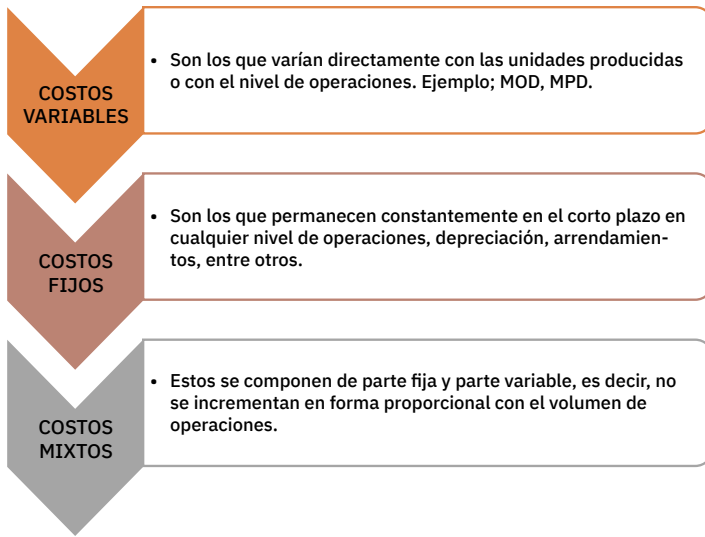 COSTOS
VARIABLES
• Son los que varían directamente con las unidades producidas
o con el nivel de operaciones. Ejemplo; MOD, MPD.
COSTOS
FIJOS
• Son los que permanecen constantemente en el corto plazo en
cualquier nivel de operaciones, depreciación, arrendamien-
tos, entre otros.
COSTOS
MIXTOS
• Estos se componen de parte fija y parte variable, es decir, no
se incrementan en forma proporcional con el volumen de
operaciones.